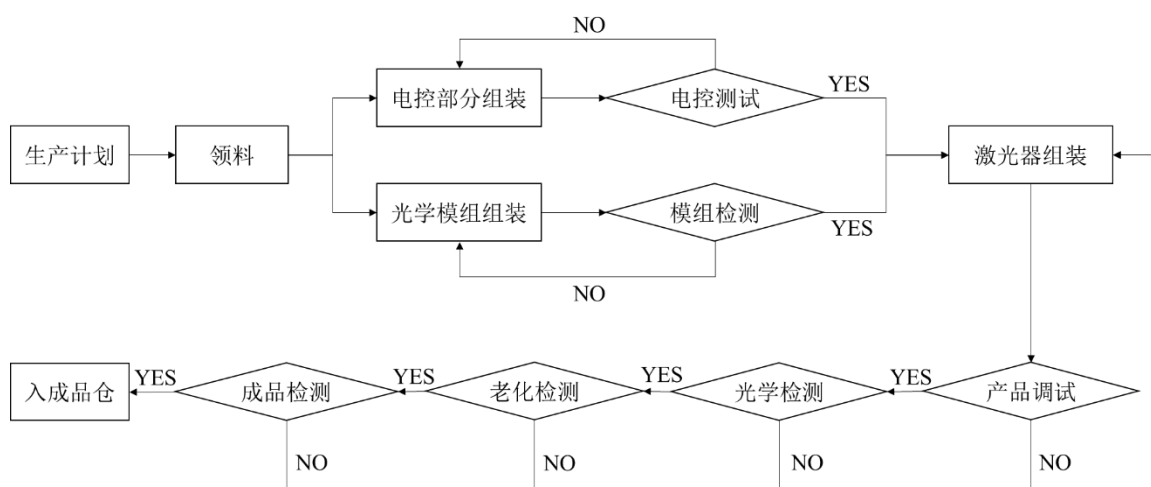 NO
电控部分组装
电控测试
YES
生产计划
领料
激光器组装
光学模组组装
模组检测
YES
NO
入成品仓
YES
成品检测
YES
老化检测
YES
光学检测
YES
产品调试
NO
NO
NO
NO